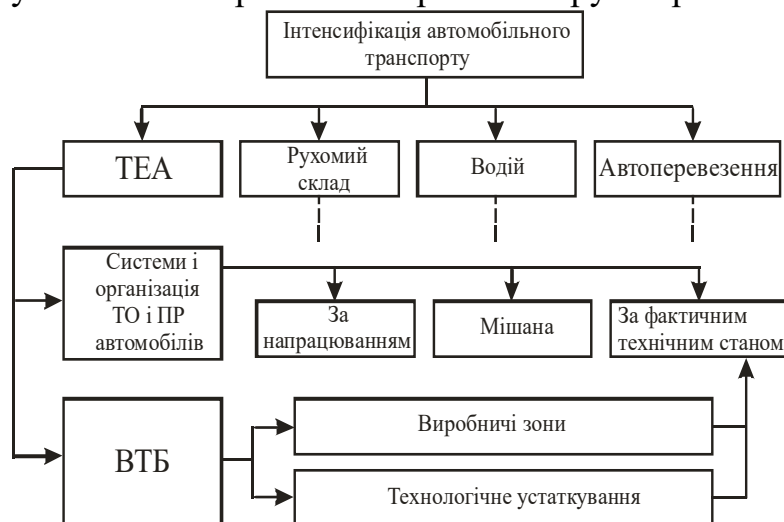 Інтенсифікація автомобільного
транспорту
ТЕА
Рухомий
склад
Водій
Автоперевезення
Системи і
організація
ТО і ПР
автомобілів
За
напрацюванням
Мішана
За фактичним
технічним станом
ВТБ
Виробничі зони
Технологічне устаткування